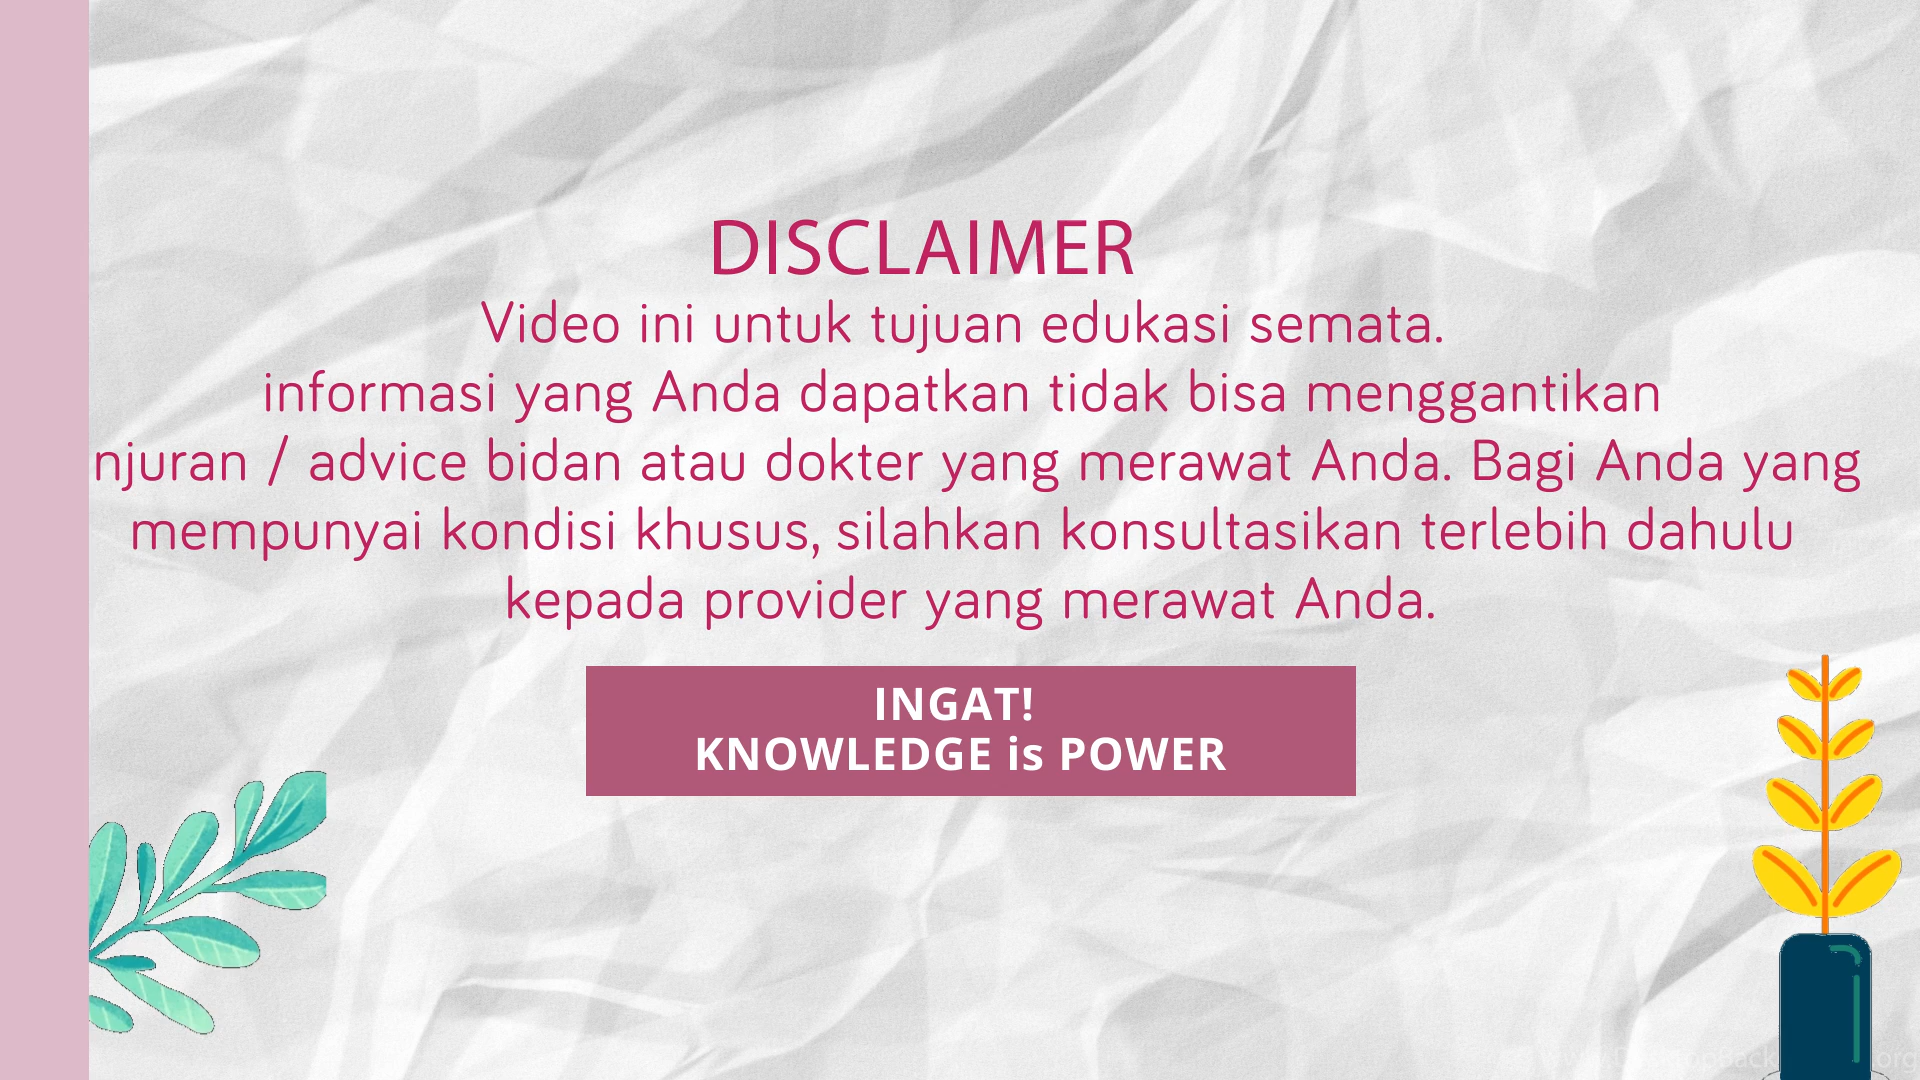 DISCLAIMER
Video ini untuk tujuan edukasi semata.
informasi yang Anda dapatkan tidak bisa menggantikan
njuran / advice bidan atau dokter yang merawat Anda. Bagi Anda yang
mempunyai kondisi khusus, silahkan konsultasikan terlebih dahulu
kepada provider yang merawat Anda.
INGAT!
KNOWLEDGE is POWER